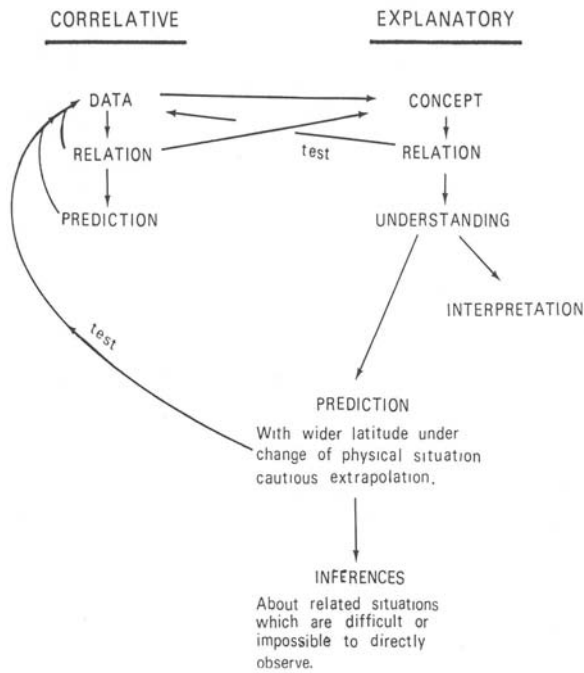 CORRELATIVE
EXPLANATORY
DATA
CONCEPT
RELATION
test
RELATION
PREDICTION
UNDERSTANDING
INTERPRETATION
test
PREDICTION
With wider latitude under
change of physical situation
cautious extrapolation.
INFERENCES
About related situations
which are difficult or
impossible to directly
observe.